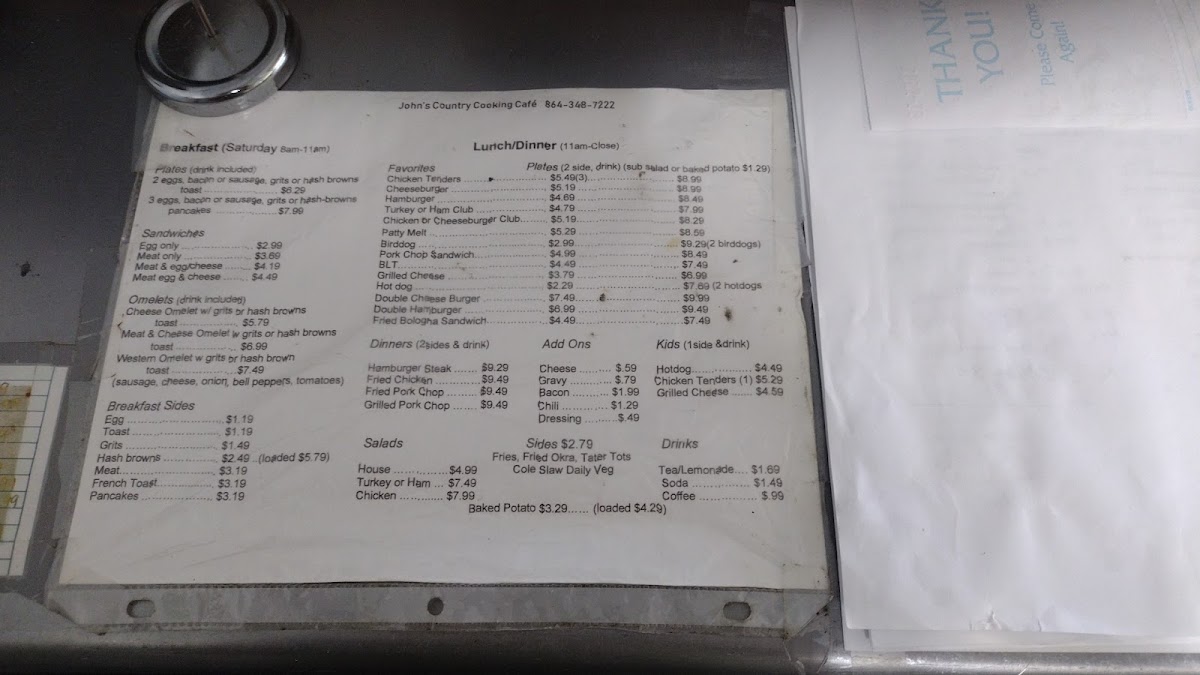 John's Country Cooking Café 864-348-7222
Breakfast (Saturday 8am-11am)
Plates (drink included)
2 eggs, bacon or sausage, grits or hash browns
toast ........ $6.29
3 eggs, bacon or sausage, grits or hash-browns
pancakes ........ $7.99
Sandwiches
Egg only ........ $2.99
Meat only ........ $3.69
Meat & egg/cheese ....... $4.19
Meat egg & cheese ....... $4.49
Omelets (drink included)
Cheese Omelet w/ grits or hash browns
toast ........ $5.79
Meat & Cheese Omelet w grits or hash browns
toast ........ $6.99
Western Omelet w grits or hash brown
toast ........ $7.49
(sausage, cheese, onion, bell peppers, tomatoes)
Breakfast Sides
Egg ........ $1.19
Toast ........ $1.19
Grits ........ $1.49
Hash browns ........ $2.49 ..(loaded $5.79)
Meat ........ $3.19
French Toast ........ $3.19
Pancakes ........ $3.19
Lunch/Dinner (11am-Close)
Favorites Plates (2 side, drink) (sub salad or baked potato $1.29)
Chicken Tenders ........ $5.49(3) ........ $8.99
Cheeseburger ........ $5.19 ........ $8.99
Hamburger ........ $4.69 ........ $8.49
Turkey or Ham Club ........ $4.79 ........ $7.99
Chicken or Cheeseburger Club ........ $5.19 ........ $8.29
Patty Melt ........ $5.29 ........ $8.59
Birddog ........ $2.99 ........ $9.29(2 birddogs)
Pork Chop Sandwich ........ $4.99 ........ $8.49
BLT ........ $4.49 ........ $7.49
Grilled Cheese ........ $3.79 ........ $6.99
Hot dog ........ $2.29 ........ $7.69 (2 hotdogs
Double Cheese Burger ........ $7.49 ........ $9.99
Double Hamburger ........ $6.99 ........ $9.49
Fried Bologna Sandwich ........ $4.49 ........ $7.49
Dinners (2sides & drink)
Hamburger Steak ....... $9.29
Fried Chicken ........ $9.49
Fried Pork Chop ........ $9.49
Grilled Pork Chop ....... $9.49
Add Ons
Cheese ........ $.59
Gravy ........ $.79
Bacon ........ $1.99
Chili ........ $1.29
Dressing ........ $.49
Kids (1side &drink)
Hotdog ........ $4.49
Chicken Tenders (1) $5.29
Grilled Cheese ...... $4.59
Salads
House ........ $4.99
Turkey or Ham ... $7.49
Chicken ........ $7.99
Sides $2.79
Fries, Fried Okra, Tater Tots
Cole Slaw Daily Veg
Baked Potato $3.29...... (loaded $4.29)
Drinks
Tea/Lemonade.... $1.69
Soda ........ $1.49
Coffee ........ $.99
THANK
YOU!
Please Come
Again!